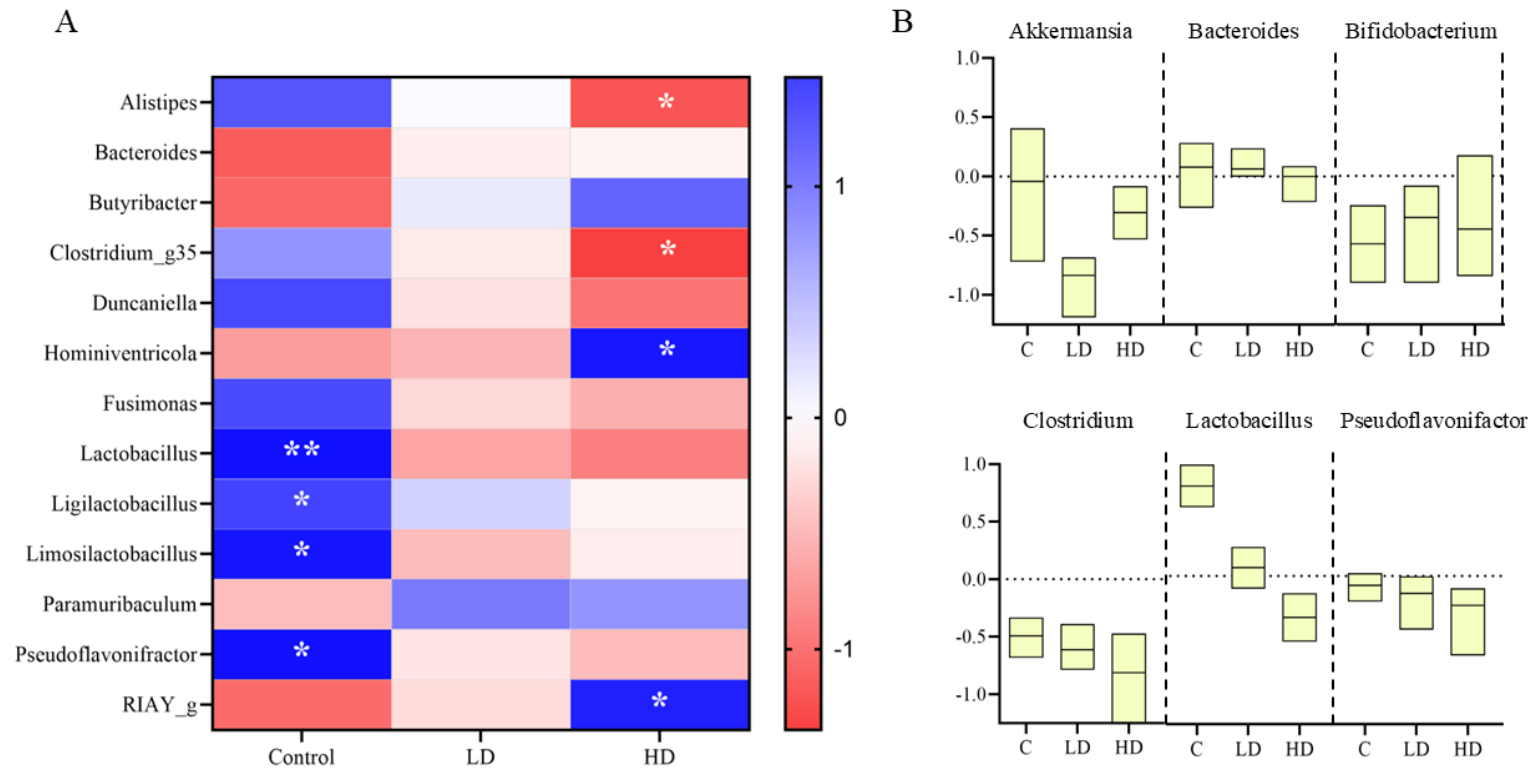 A
Alistipes
*
Bacteroides
Butyribacter
Clostridium_g35
*
Duncaniella
Hominiventricola
*
Fusimonas
Lactobacillus
**
Ligilactobacillus
*
Limosilactobacillus
*
Paramuribaculum
Pseudoflavonifractor
*
RIAY_g
*
Control LD HD
1
0
-1
B
Akkermansia Bacteroides Bifidobacterium
1.0
0.5
0.0
-0.5
-1.0
C LD HD C LD HD C LD HD
Clostridium Lactobacillus Pseudoflavonifactor
1.0
0.5
0.0
-0.5
-1.0
C LD HD C LD HD C LD HD